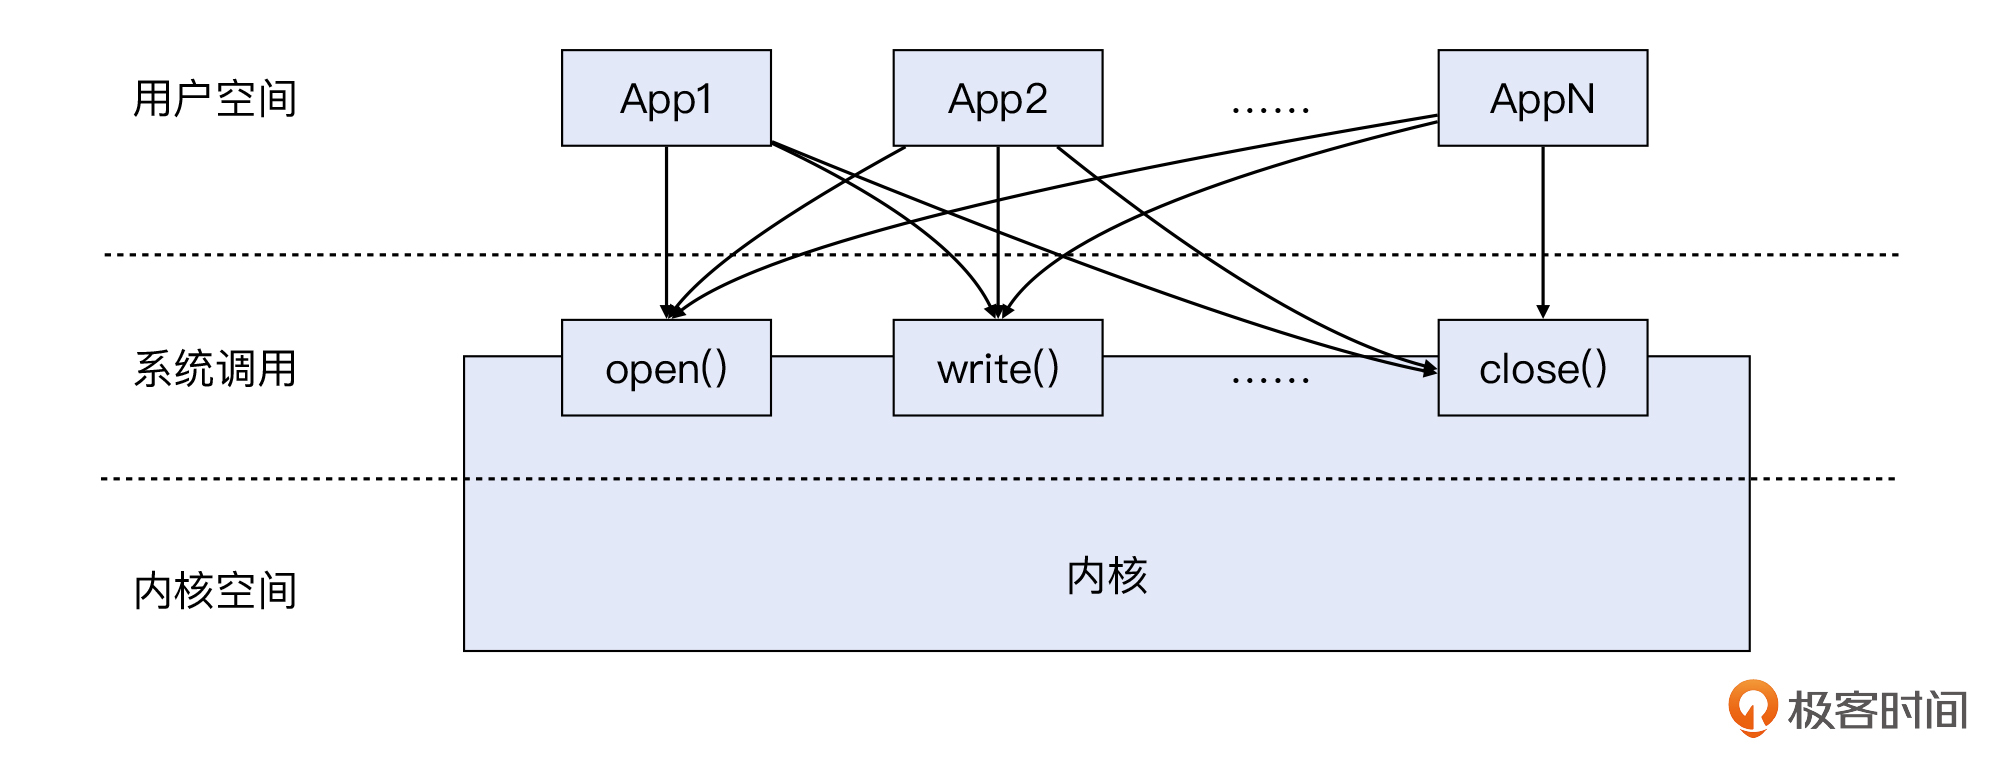 用户空间
App1
App2
......
AppN
系统调用
open()
write()
......
close()
内核空间
内核
极客时间